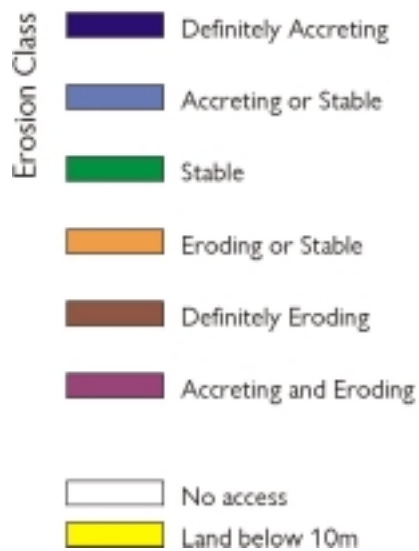 Erosion Class
Definitely Accreting
Accreting or Stable
Stable
Eroding or Stable
Definitely Eroding
Accreting and Eroding
No access
Land below 10m